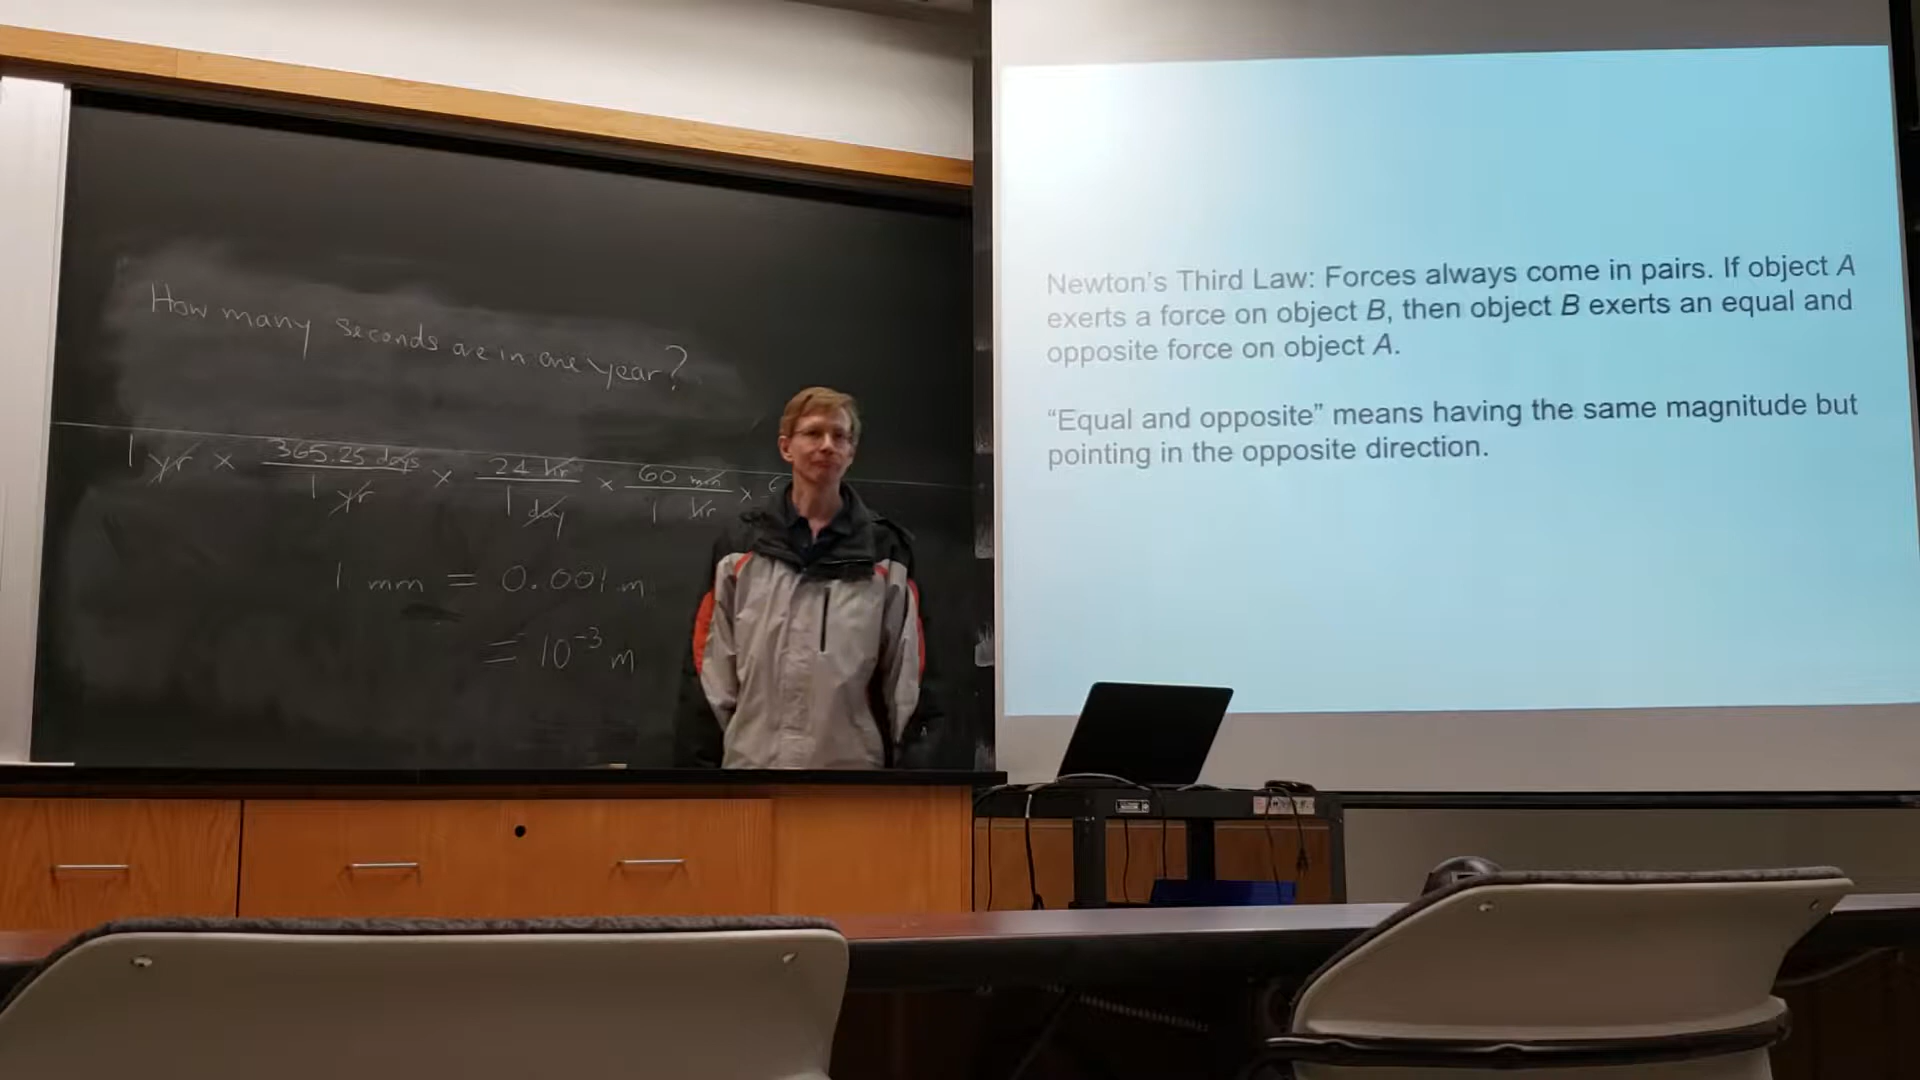 How many seconds are in one year?
1 yr × 365.25 days / 1 yr × 24 hr / 1 day × 60 min / 1 hr × 6
1 mm = 0.001 m
= 10⁻³ m
Newton's Third Law: Forces always come in pairs. If object A
exerts a force on object B, then object B exerts an equal and
opposite force on object A.
“Equal and opposite” means having the same magnitude but
pointing in the opposite direction.